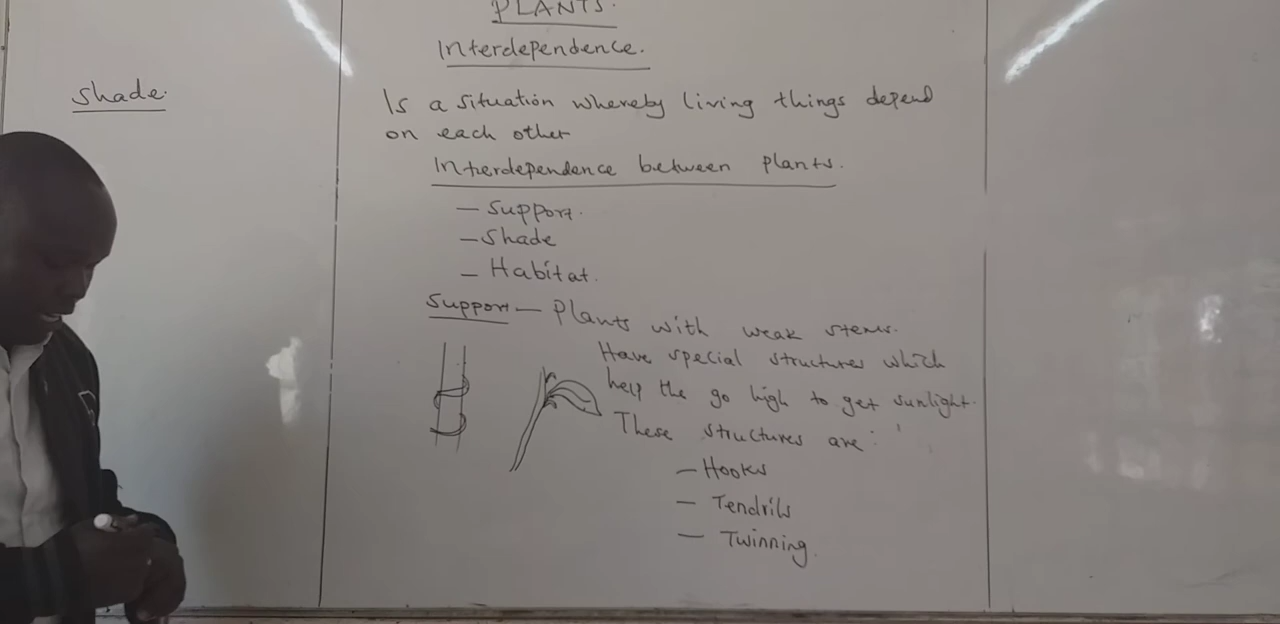 PLANTS.
Interdependence.
Shade.
Is a situation whereby living things depend
on each other
Interdependence between plants.
- Support.
- Shade
- Habitat.
Support - Plants with weak stems.
Have special structures which
help the go high to get sunlight.
These structures are:
- Hooks
- Tendrils
- Twinning.